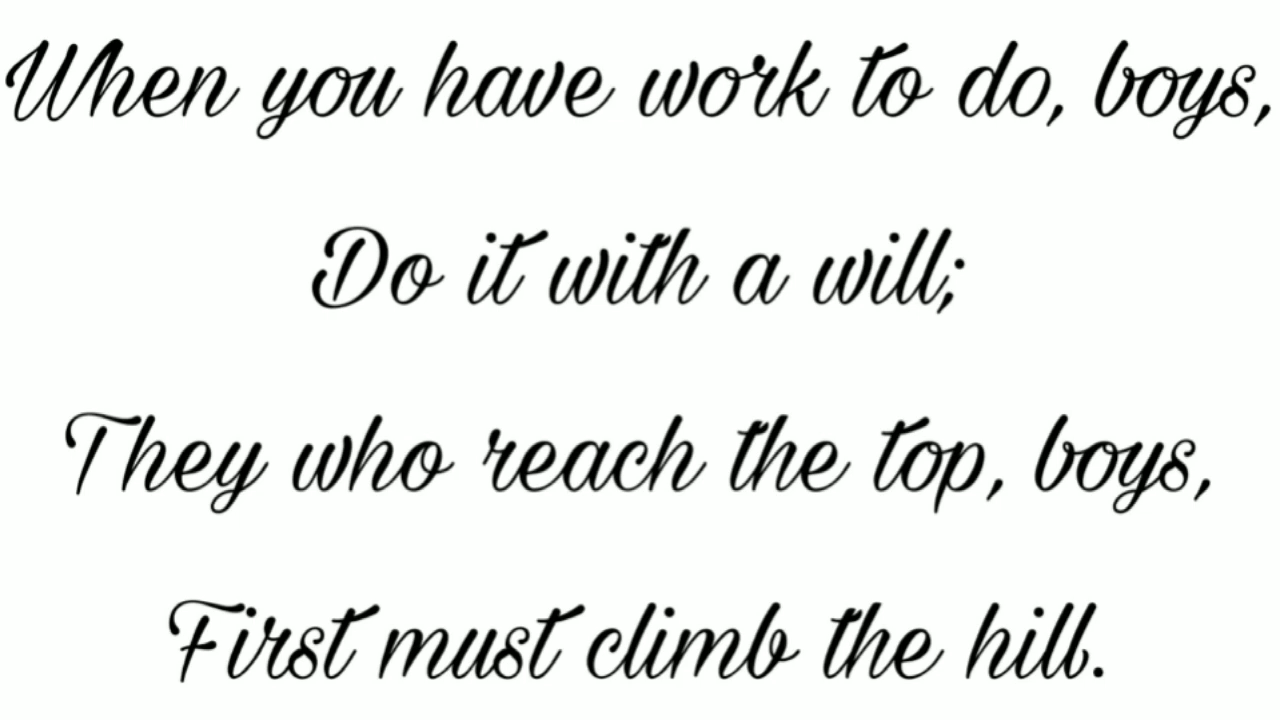 When you have work to do, boys,
Do it with a will;
They who reach the top, boys,
First must climb the hill.